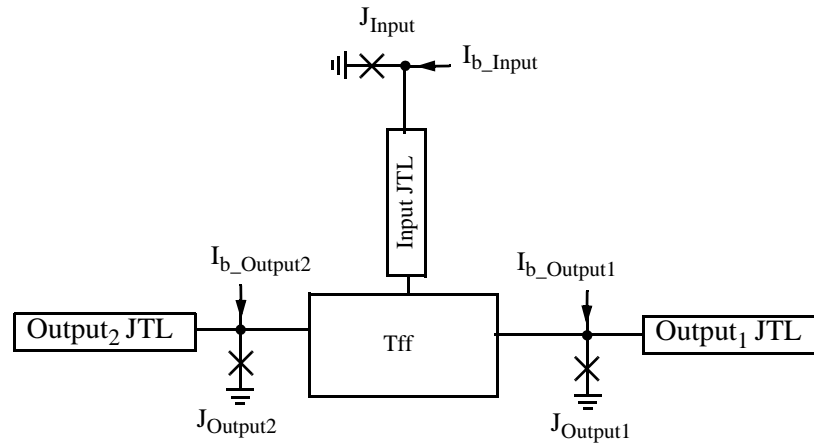 J_Input
I_b_Input
Input JTL
I_b_Output2
I_b_Output1
Output₂ JTL
Tff
Output₁ JTL
J_Output2
J_Output1